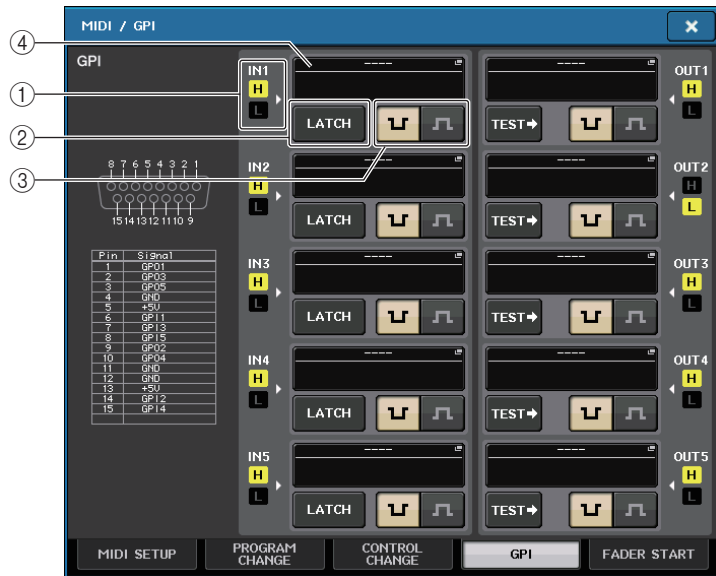 MIDI / GPI
GPI
④
①
②
③
8 7 6 5 4 3 2 1
15 14 13 12 11 10 9
Pin Signal
1 GPO1
2 GPO3
3 GPO5
4 GND
5 +5V
6 GPI1
7 GPI3
8 GPI5
9 GPO2
10 GPO4
11 GND
12 GND
13 +5V
14 GPI2
15 GPI4
IN1
H
L
----
LATCH
----
TEST
OUT1
H
L
IN2
H
L
----
LATCH
----
TEST
OUT2
H
L
IN3
H
L
----
LATCH
----
TEST
OUT3
H
L
IN4
H
L
----
LATCH
----
TEST
OUT4
H
L
IN5
H
L
----
LATCH
----
TEST
OUT5
H
L
MIDI SETUP
PROGRAM
CHANGE
CONTROL
CHANGE
GPI
FADER START